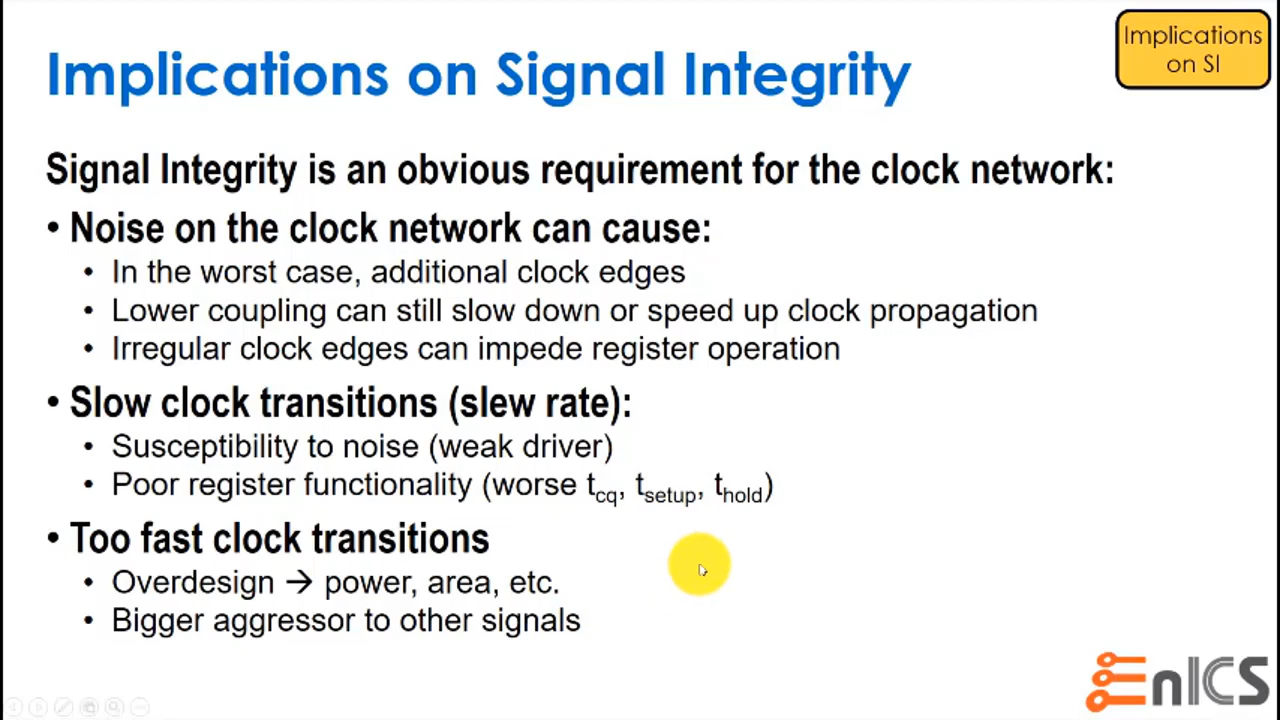 Implications on Signal Integrity
Implications
on SI
Signal Integrity is an obvious requirement for the clock network:
• Noise on the clock network can cause:
• In the worst case, additional clock edges
• Lower coupling can still slow down or speed up clock propagation
• Irregular clock edges can impede register operation
• Slow clock transitions (slew rate):
• Susceptibility to noise (weak driver)
• Poor register functionality (worse tcq, tsetup, thold)
• Too fast clock transitions
• Overdesign → power, area, etc.
• Bigger aggressor to other signals
EnICS